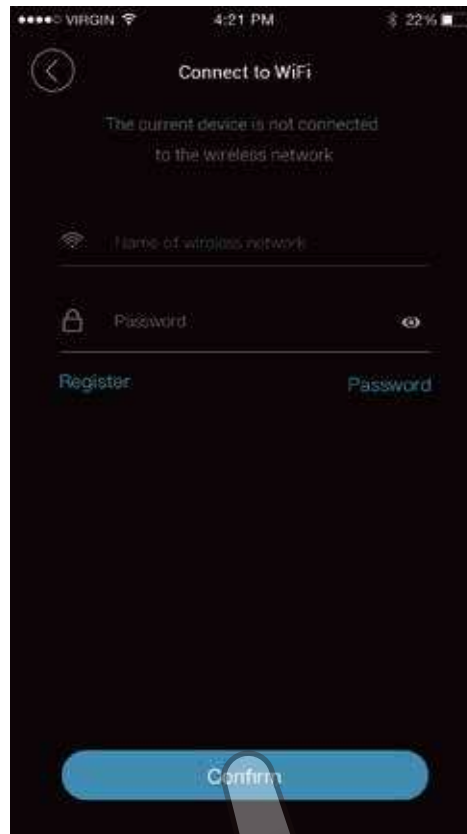 VIRGIN 4:21 PM 22%
Connect to WiFi
The current device is not connected
to the wireless network
Name of wireless network
Password
Register Password
Confirm